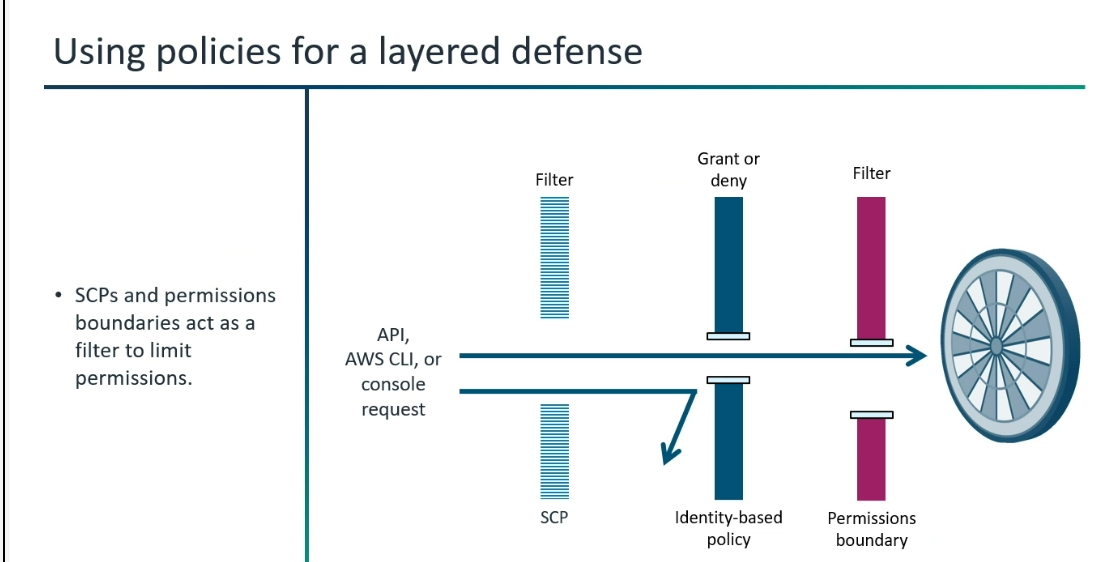 Using policies for a layered defense
• SCPs and permissions
boundaries act as a
filter to limit
permissions.
API,
AWS CLI, or
console
request
Filter
SCP
Grant or
deny
Identity-based
policy
Filter
Permissions
boundary